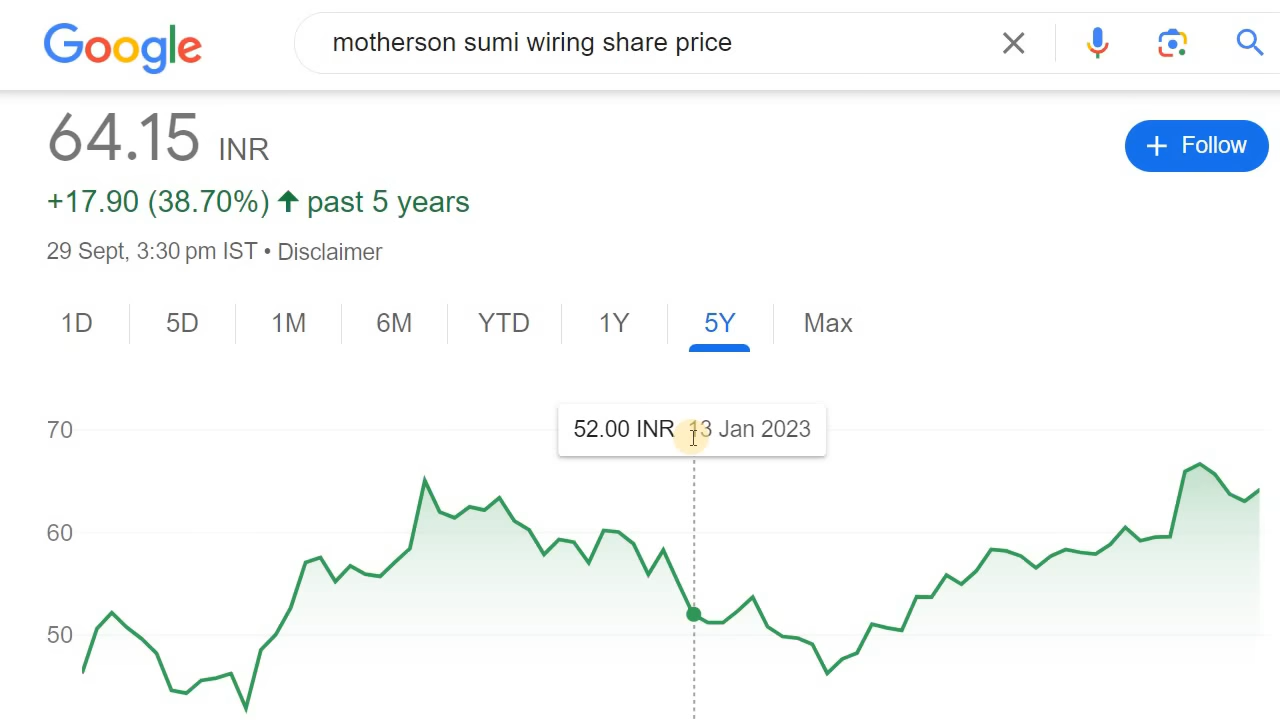 Google
motherson sumi wiring share price
64.15 INR
+ Follow
+17.90 (38.70%) ↑ past 5 years
29 Sept, 3:30 pm IST • Disclaimer
1D 5D 1M 6M YTD 1Y 5Y Max
52.00 INR 13 Jan 2023
70
60
50